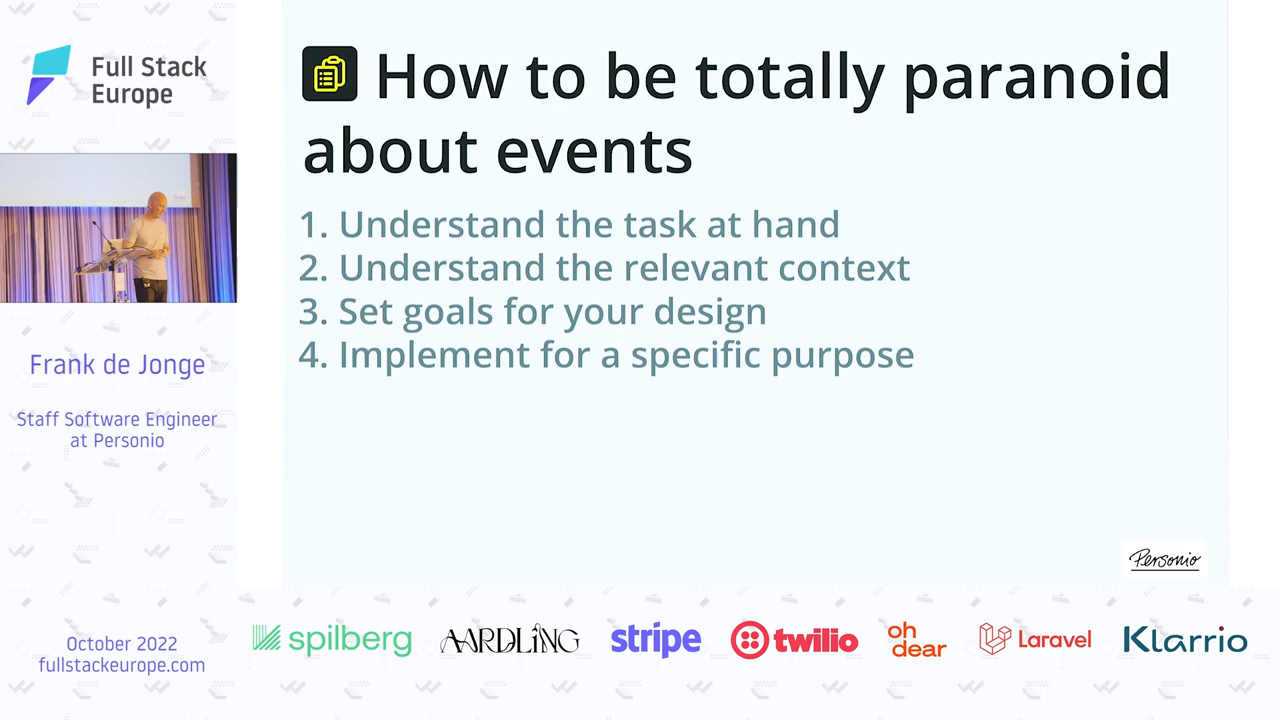 Full Stack
Europe
How to be totally paranoid
about events
1. Understand the task at hand
2. Understand the relevant context
3. Set goals for your design
4. Implement for a specific purpose
Frank de Jonge
Staff Software Engineer
at Personio
Personio
October 2022
fullstackeurope.com
spilberg
AARDLiNG
stripe
twilio
oh
dear
Laravel
Klarrio